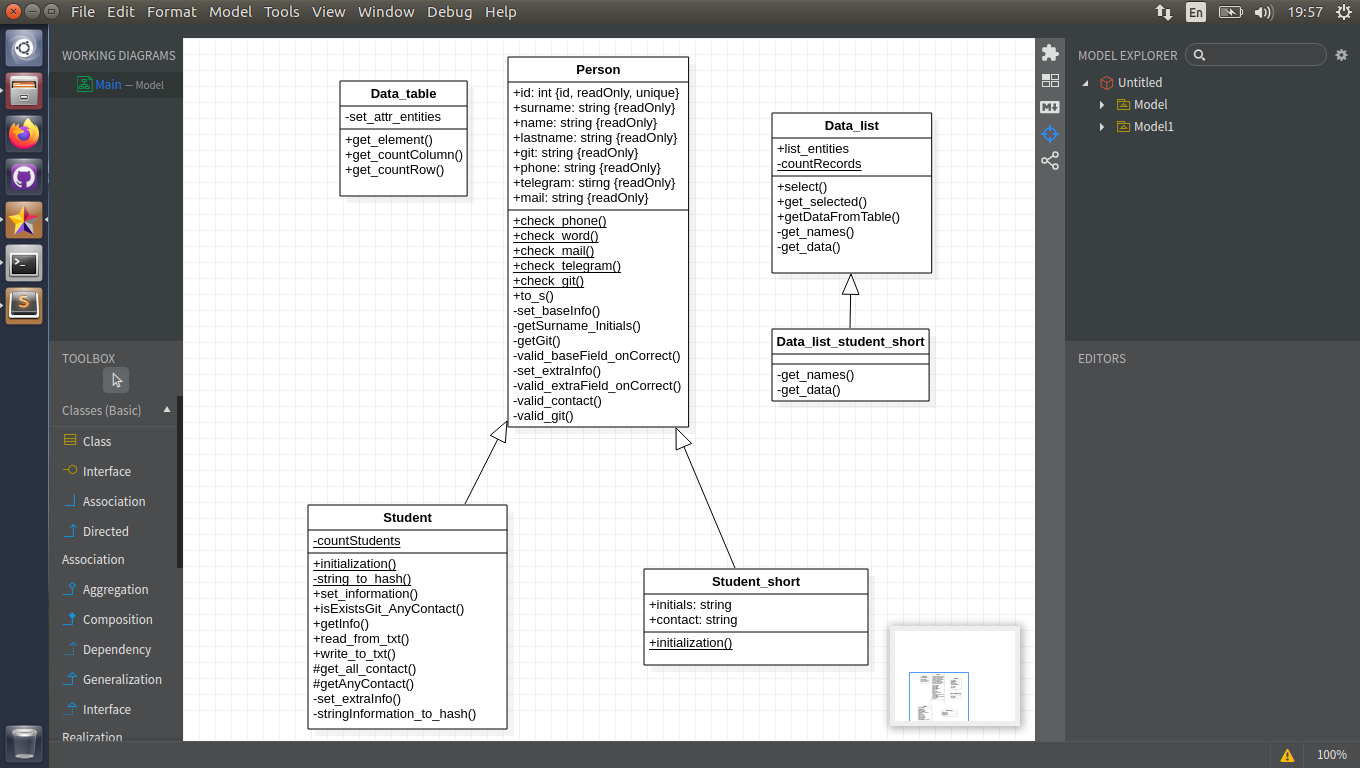 File Edit Format Model Tools View Window Debug Help
En
19:57
WORKING DIAGRAMS
Main — Model
TOOLBOX
Classes (Basic)
Class
Interface
Association
Directed
Association
Aggregation
Composition
Dependency
Generalization
Interface
Realization
Data_table
-set_attr_entities
+get_element()
+get_countColumn()
+get_countRow()
Person
+id: int {id, readOnly, unique}
+surname: string {readOnly}
+name: string {readOnly}
+lastname: string {readOnly}
+git: string {readOnly}
+phone: string {readOnly}
+telegram: stirng {readOnly}
+mail: string {readOnly}
+check_phone()
+check_word()
+check_mail()
+check_telegram()
+check_git()
+to_s()
-set_baseInfo()
-getSurname_Initials()
-getGit()
-valid_baseField_onCorrect()
-set_extraInfo()
-valid_extraField_onCorrect()
-valid_contact()
-valid_git()
Data_list
+list_entities
-countRecords
+select()
+get_selected()
+getDataFromTable()
-get_names()
-get_data()
Data_list_student_short
-get_names()
-get_data()
Student
-countStudents
+initialization()
-string_to_hash()
+set_information()
+isExistsGit_AnyContact()
+getInfo()
+read_from_txt()
+write_to_txt()
#get_all_contact()
#getAnyContact()
-set_extraInfo()
-stringInformation_to_hash()
Student_short
+initials: string
+contact: string
+initialization()
M
MODEL EXPLORER
Untitled
Model
Model1
EDITORS
S
100%